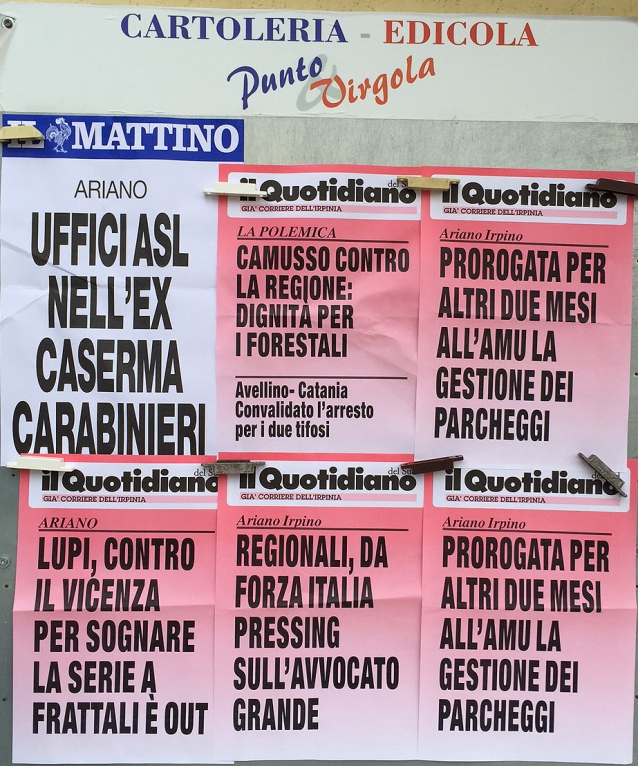 CARTOLERIA - EDICOLA
Punto & Virgola
IL MATTINO
ARIANO
UFFICI ASL
NELL'EX
CASERMA
CARABINIERI
il Quotidiano
GIA' CORRIERE DELL'IRPINIA
LA POLEMICA
CAMUSSO CONTRO
LA REGIONE:
DIGNITÀ PER
I FORESTALI
Avellino- Catania
Convalidato l'arresto
per i due tifosi
il Quotidiano
GIA' CORRIERE DELL'IRPINIA
Ariano Irpino
PROROGATA PER
ALTRI DUE MESI
ALL'AMU LA
GESTIONE DEI
PARCHEGGI
del Su
il Quotidiano
GIA' CORRIERE DELL'IRPINIA
ARIANO
LUPI, CONTRO
IL VICENZA
PER SOGNARE
LA SERIE A
FRATTALI È OUT
del Su
il Quotidiano
GIA' CORRIERE DELL'IRPINIA
Ariano Irpino
REGIONALI, DA
FORZA ITALIA
PRESSING
SULL'AVVOCATO
GRANDE
il Quotidiano
GIA' CORRIERE DELL'IRPINIA
Ariano Irpino
PROROGATA PER
ALTRI DUE MESI
ALL'AMU LA
GESTIONE DEI
PARCHEGGI